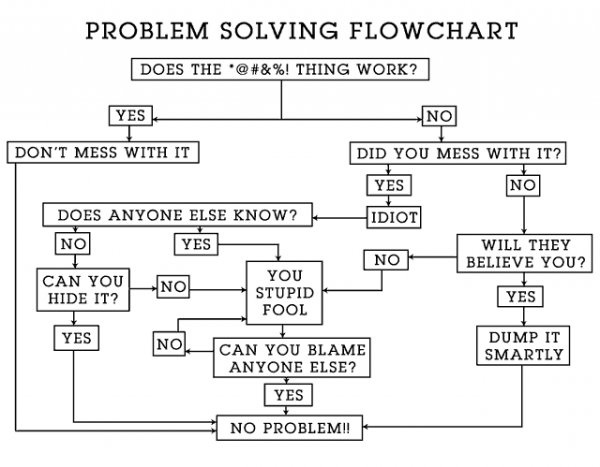 PROBLEM SOLVING FLOWCHART
DOES THE *@#&%! THING WORK?
YES
NO
DON'T MESS WITH IT
DID YOU MESS WITH IT?
YES
NO
DOES ANYONE ELSE KNOW?
IDIOT
NO
YES
WILL THEY
BELIEVE YOU?
NO
CAN YOU
HIDE IT?
NO
YOU
STUPID
FOOL
YES
YES
NO
CAN YOU BLAME
ANYONE ELSE?
DUMP IT
SMARTLY
YES
NO PROBLEM!!